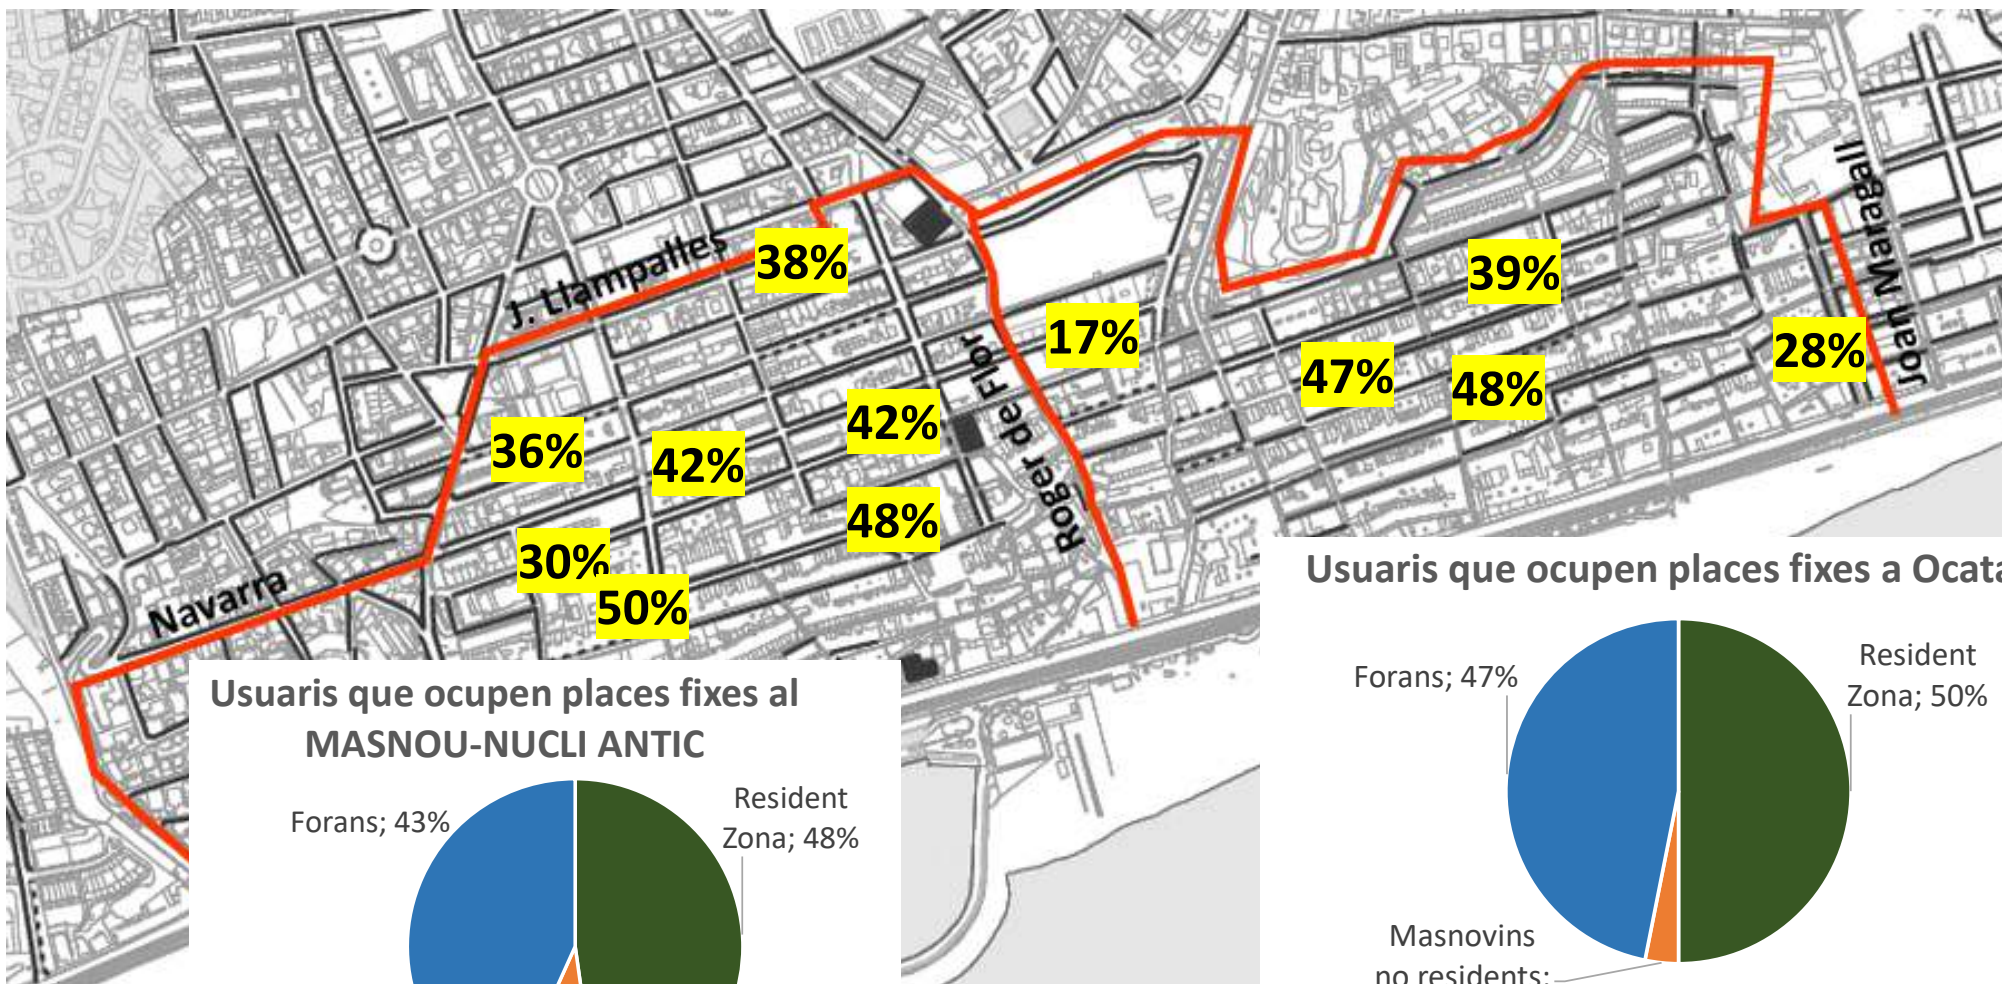 J. Llampalles
Navarra
Roger de Flor
Joan Maragall
38%
39%
17%
28%
47%
48%
42%
36%
42%
48%
30%
50%
Usuaris que ocupen places fixes al
MASNOU-NUCLI ANTIC
Forans; 43%
Resident
Zona; 48%
Usuaris que ocupen places fixes a Ocata
Forans; 47%
Resident
Zona; 50%
Masnovins
no residents;